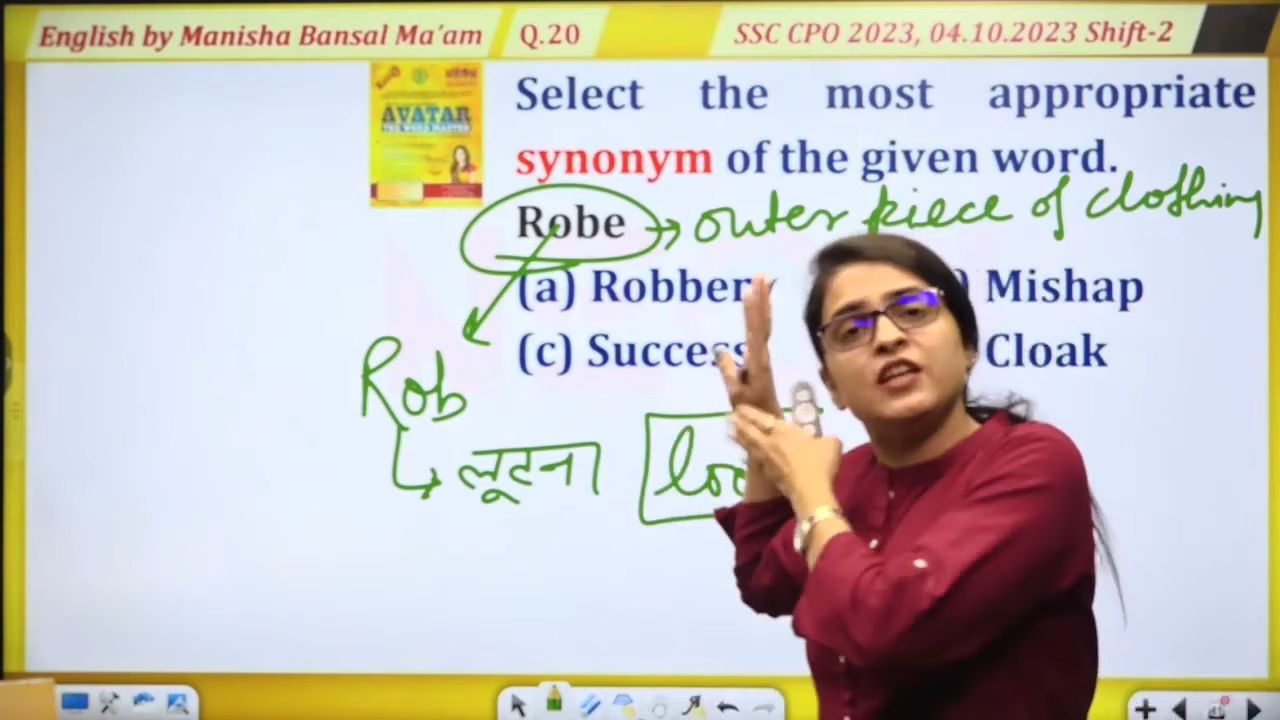 English by Manisha Bansal Ma'am Q.20 SSC CPO 2023, 04.10.2023 Shift-2
AVATAR
Select the most appropriate
synonym of the given word.
Robe → outer piece of clothing
(a) Robbery Mishap
(c) Success Cloak
Rob
लूटना